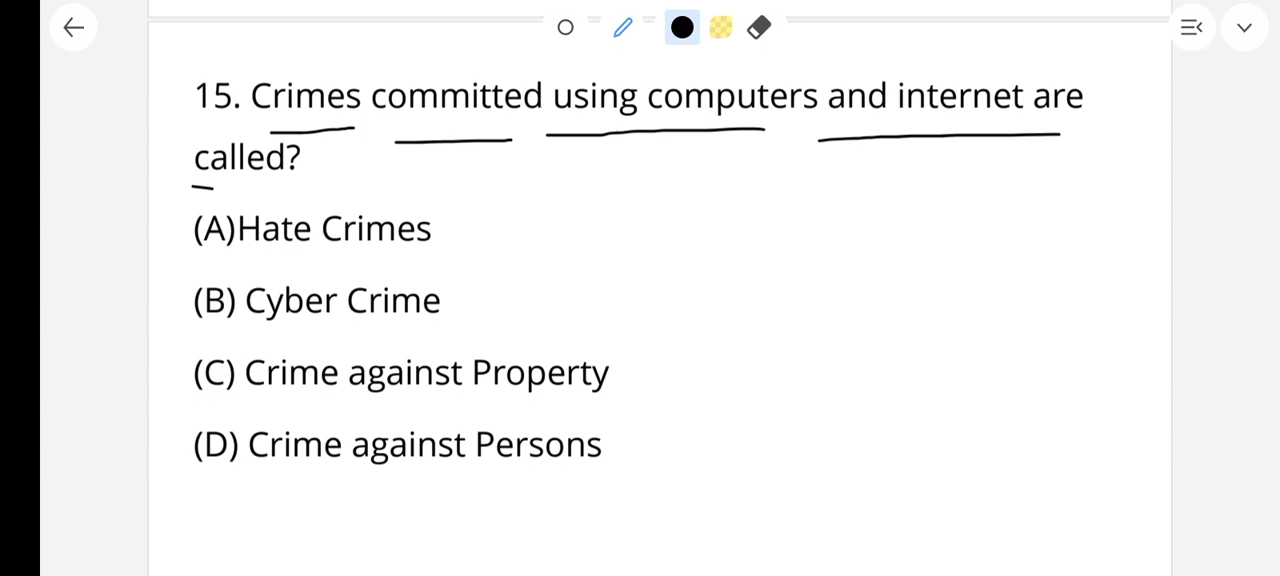 15. Crimes committed using computers and internet are
called?
(A)Hate Crimes
(B) Cyber Crime
(C) Crime against Property
(D) Crime against Persons